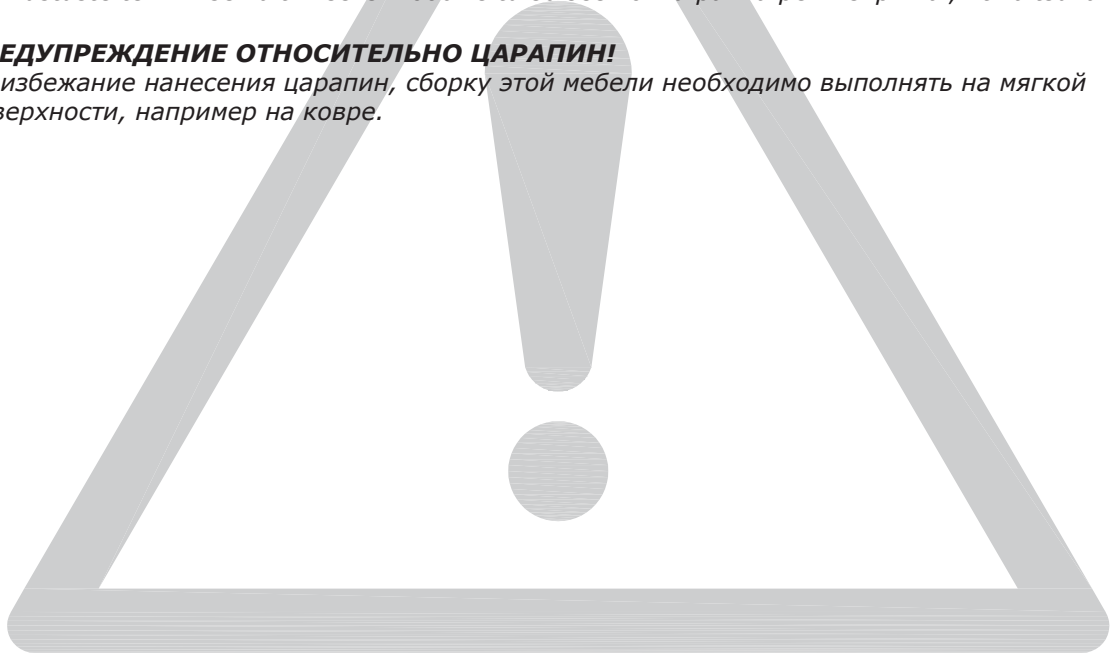 ЕДУПРЕЖДЕНИЕ ОТНОСИТЕЛЬНО ЦАРАПИН!
избежание нанесения царапин, сборку этой мебели необходимо выполнять на мягкой
верхности, например на ковре.